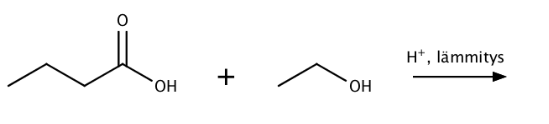 O
OH
+
OH
H⁺, lämmitys